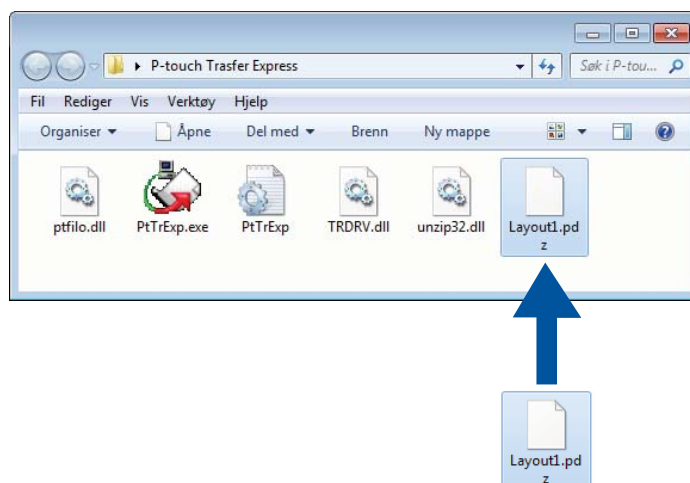 P-touch Trasfer Express
Søk i P-tou...
Fil Rediger Vis Verktøy Hjelp
Organiser Åpne Del med Brenn Ny mappe
ptfilo.dll PtTrExp.exe PtTrExp TRDRV.dll unzip32.dll Layout1.pd
z
Layout1.pd
z